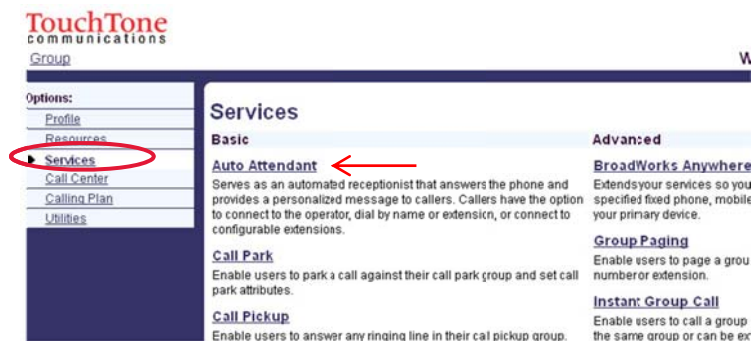 TouchTone
communications
Group
W
Options:
Profile
Resources
Services
Call Center
Calling Plan
Utilities
Services
Basic
Auto Attendant
Serves as an automated receptionist that answers the phone and
provides a personalized message to callers. Callers have the option
to connect to the operator, dial by name or extension, or connect to
configurable extensions.
Call Park
Enable users to park a call against their call park group and set call
park attributes.
Call Pickup
Enable users to answer any ringing line in their call pickup group.
Advanced
BroadWorks Anywhere
Extends your services so you
specified fixed phone, mobile
your primary device.
Group Paging
Enable users to page a grou
number or extension.
Instant Group Call
Enable users to call a group
the same group or can be ex